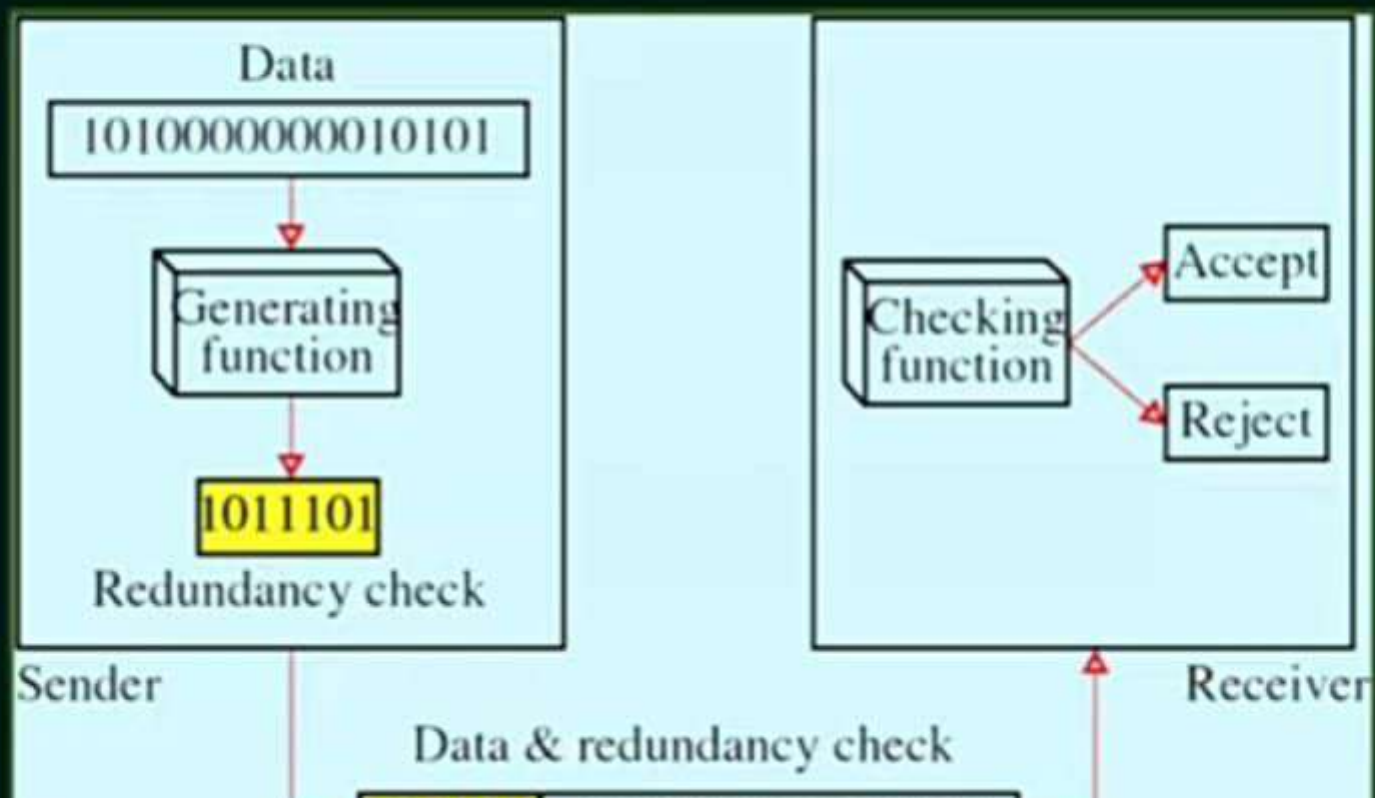 Data
1010000000010101
Generating
function
1011101
Redundancy check
Sender
Checking
function
Accept
Reject
Receiver
Data & redundancy check